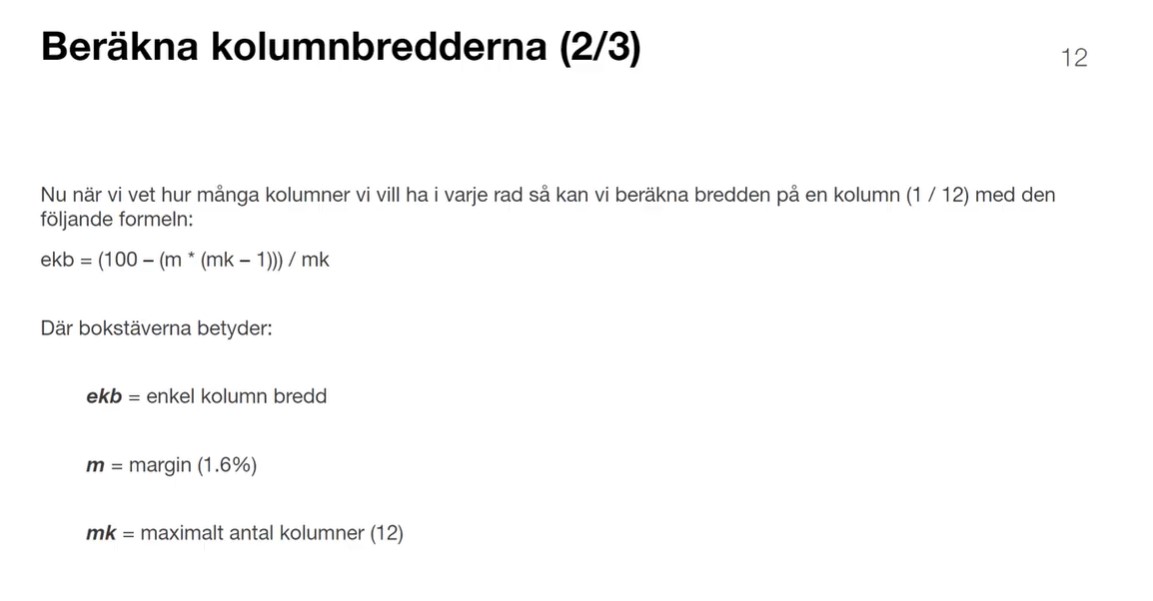 Beräkna kolumnbredderna (2/3)
12
Nu när vi vet hur många kolumner vi vill ha i varje rad så kan vi beräkna bredden på en kolumn (1 / 12) med den
följande formeln:
ekb = (100 – (m * (mk – 1))) / mk
Där bokstäverna betyder:
ekb = enkel kolumn bredd
m = margin (1.6%)
mk = maximalt antal kolumner (12)